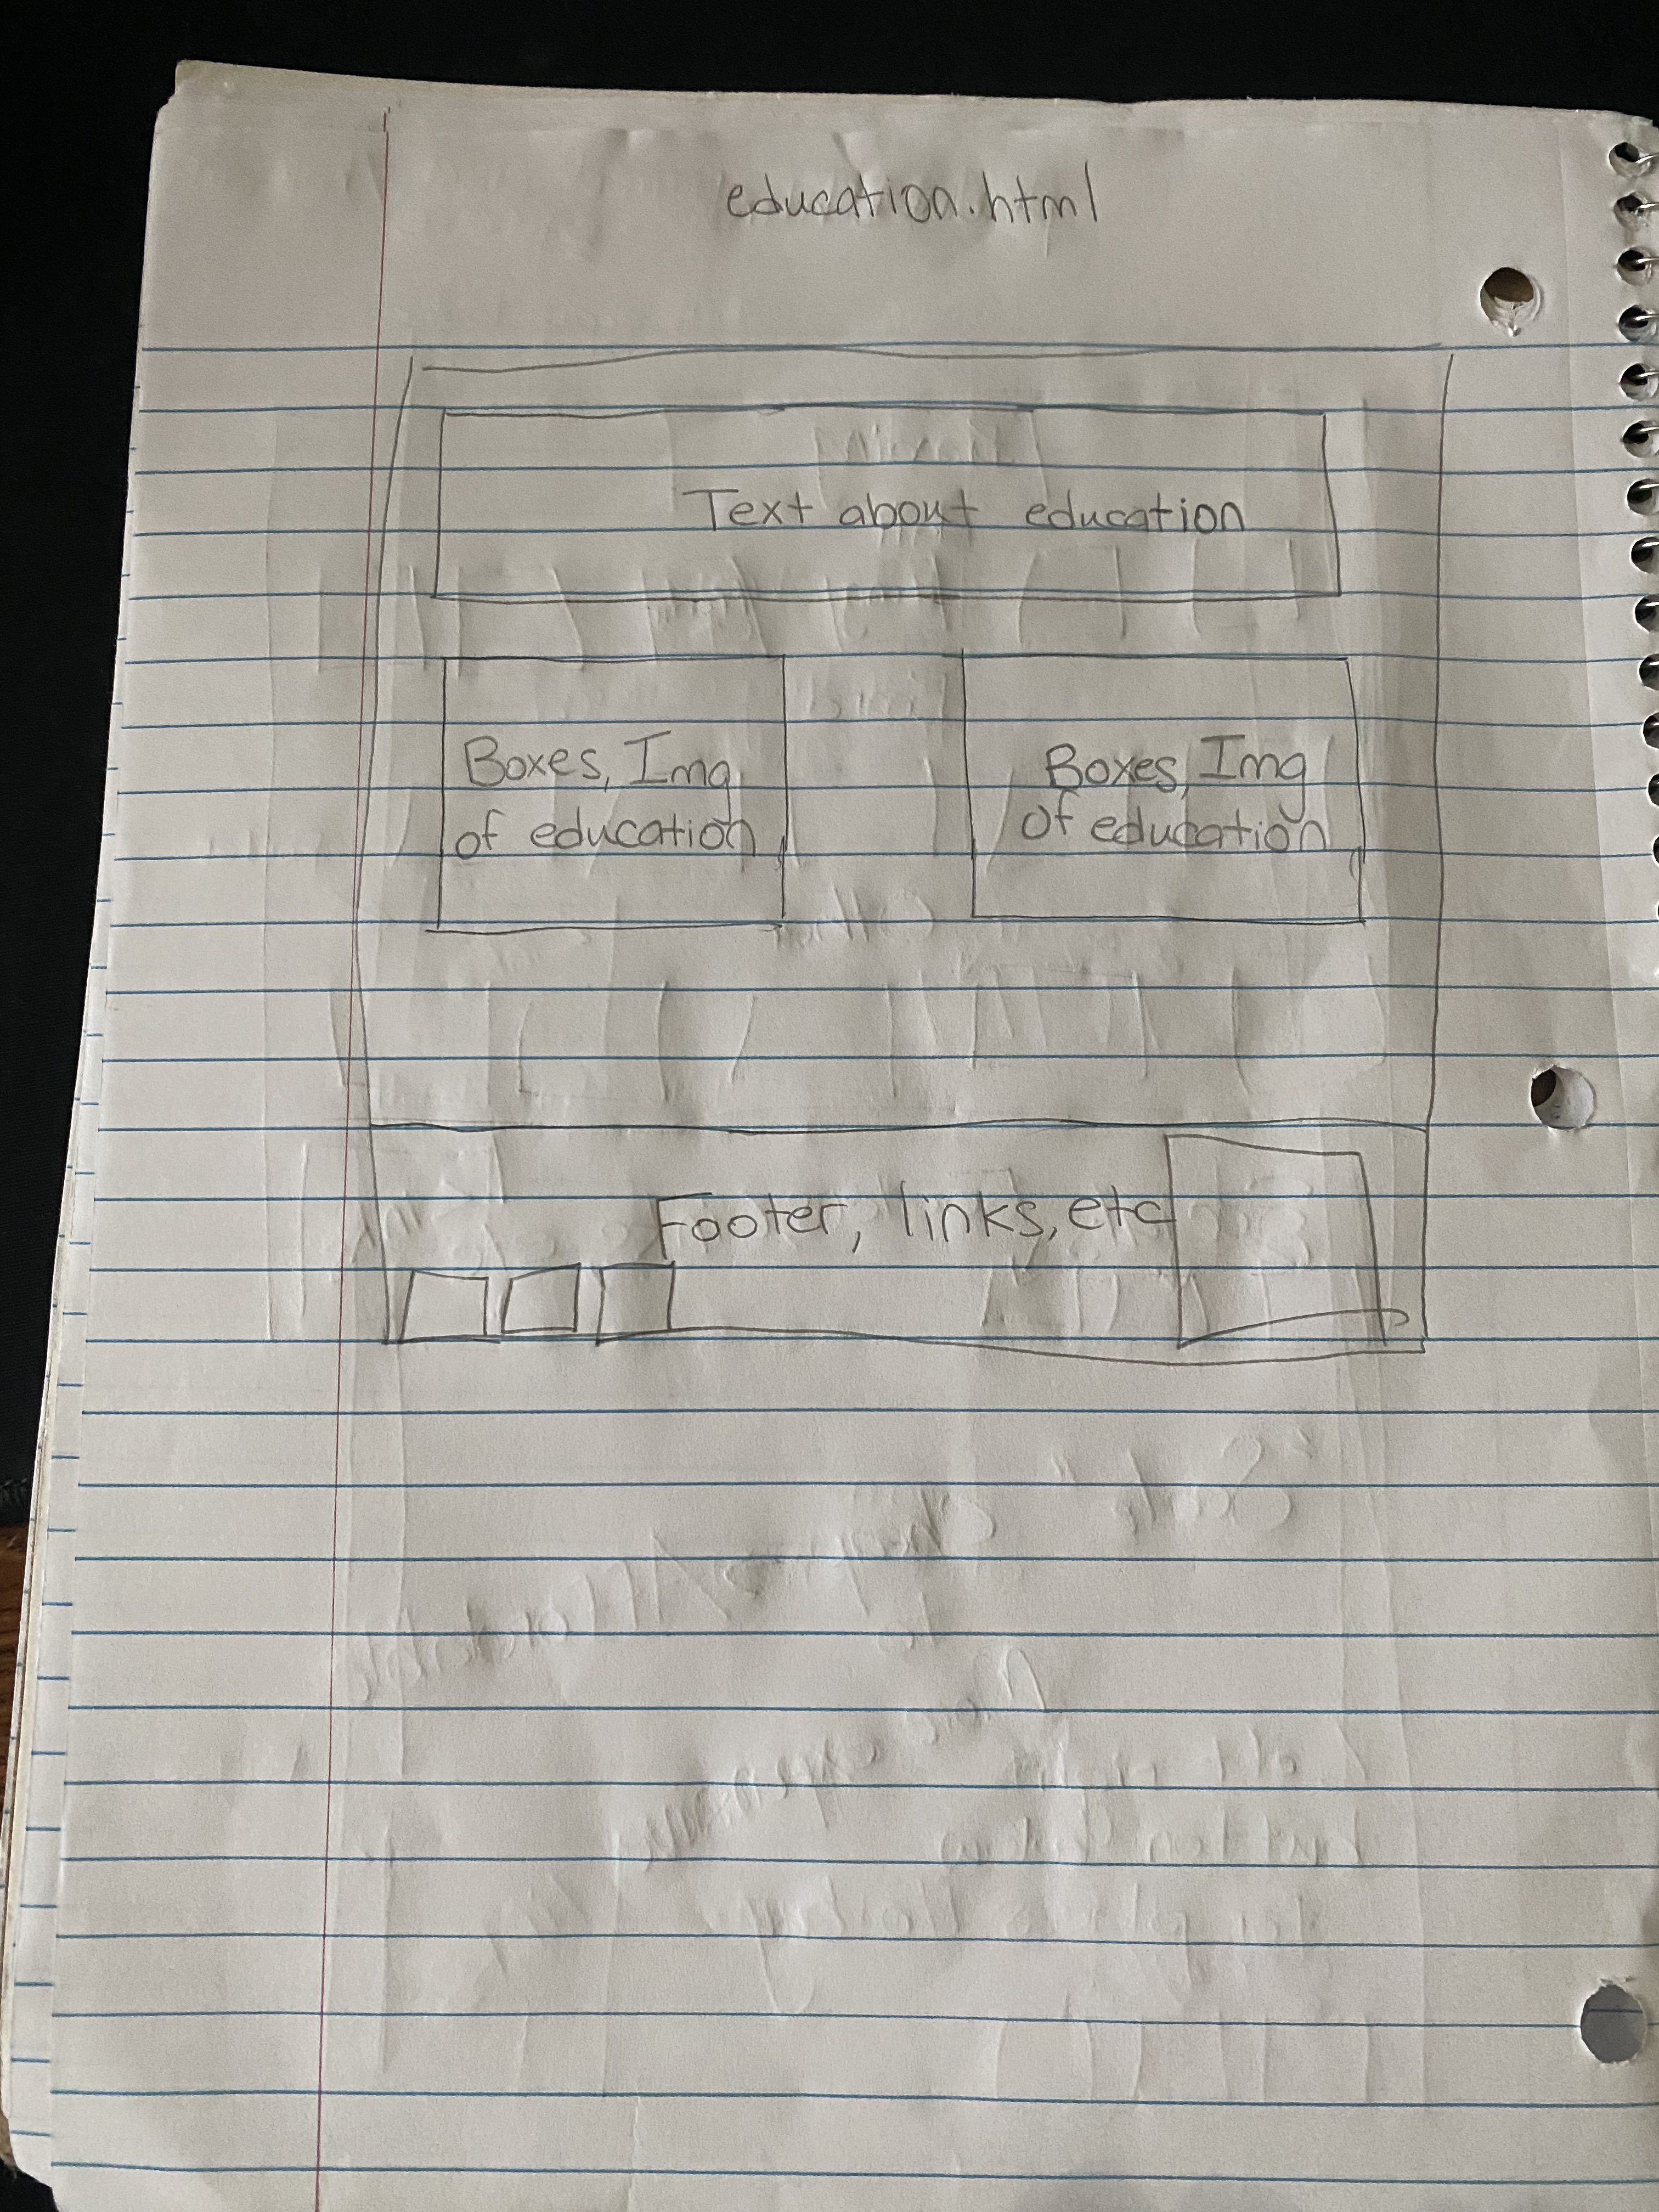 education.html
Text about education
Boxes, Img
of education
Boxes, Img
Of education
Footer, links, etc